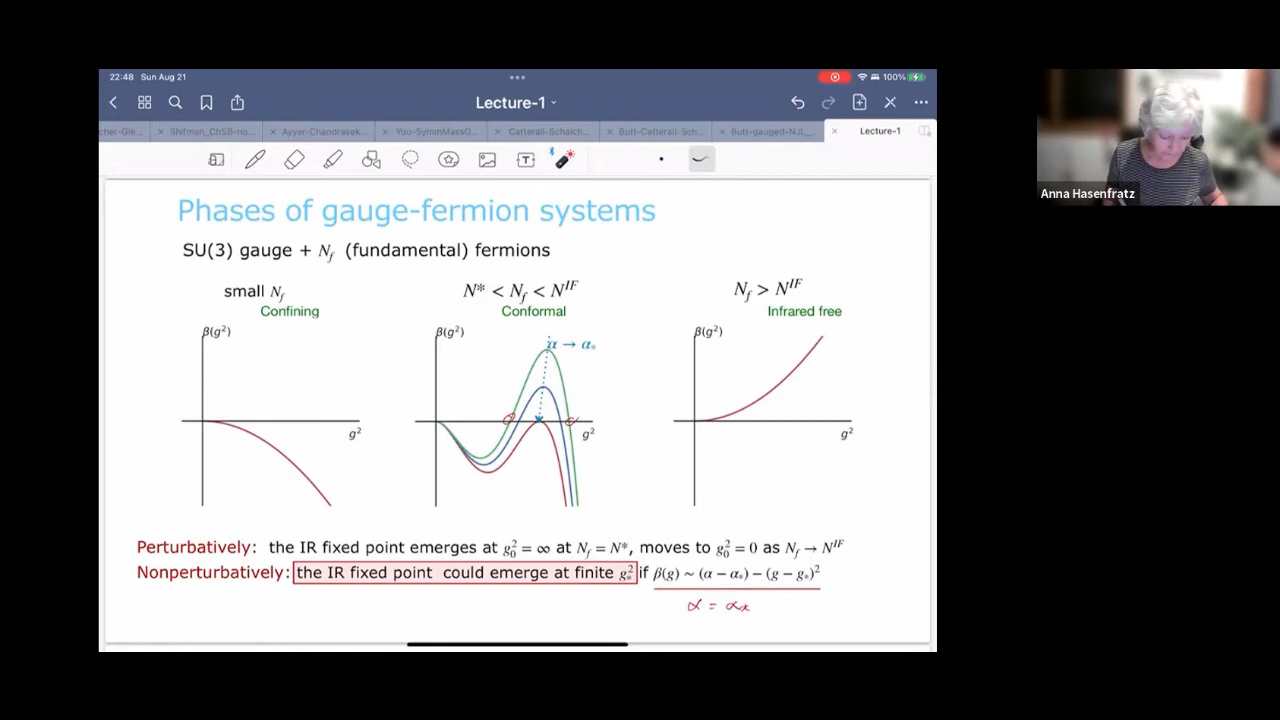 22:48 Sun Aug 21
100%
Lecture-1
cher-Gie...
Shifman_ChSB-no...
Ayyar-Chandrasek...
You-SymmMassG...
Catterall-Schaich...
Butt-Catterall-Sch...
Butt-gauged-NJL_...
Lecture-1
Anna Hasenfratz
Phases of gauge-fermion systems
SU(3) gauge + N_f (fundamental) fermions
small N_f
Confining
β(g²)
g²
N* < N_f < N^IF
Conformal
β(g²)
α → α*
g²
N_f > N^IF
Infrared free
β(g²)
g²
Perturbatively: the IR fixed point emerges at g₀² = ∞ at N_f = N*, moves to g₀² = 0 as N_f → N^IF
Nonperturbatively: the IR fixed point could emerge at finite g*² if β(g) ~ (α − α*) − (g − g*)²
α = α*